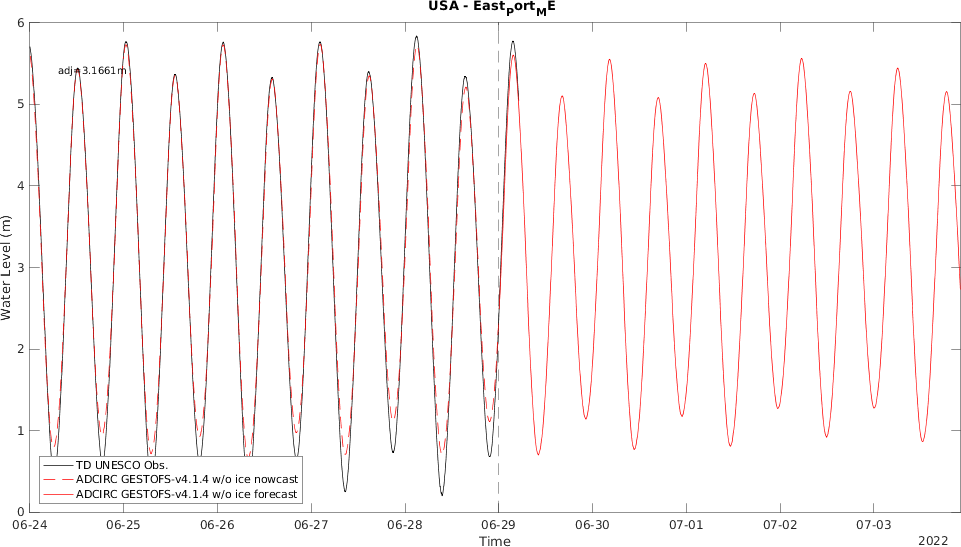 USA - EastPortME
6
adj=3.1661m
5
4
3
2
1
0
Water Level (m)
TD UNESCO Obs.
ADCIRC GESTOFS-v4.1.4 w/o ice nowcast
ADCIRC GESTOFS-v4.1.4 w/o ice forecast
06-24 06-25 06-26 06-27 06-28 06-29 06-30 07-01 07-02 07-03
Time
2022